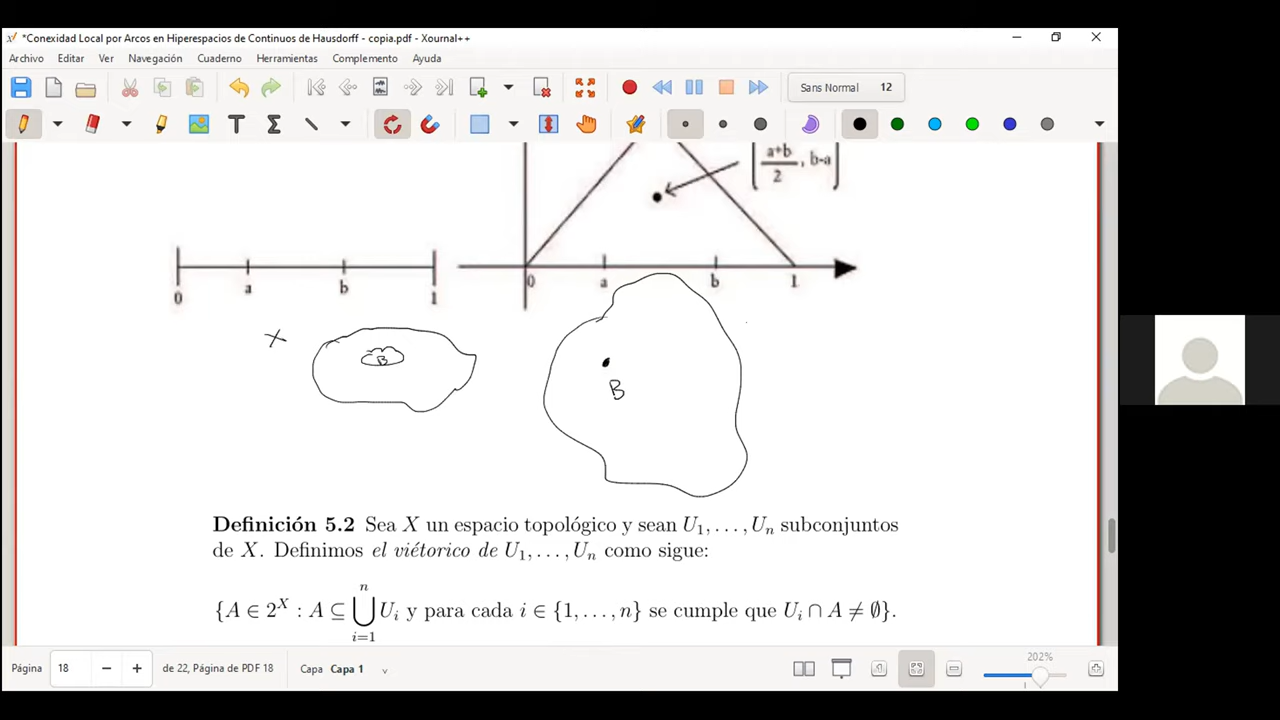 *Conexidad Local por Arcos en Hiperespacios de Continuos de Hausdorff - copia.pdf - Xournal++
Archivo Editar Ver Navegación Cuaderno Herramientas Complemento Ayuda
Sans Normal 12
a+b
2
, b-a
0 a b 1
0 a b 1
X
B
B
Definición 5.2 Sea X un espacio topológico y sean U₁, . . . , Uₙ subconjuntos
de X. Definimos el viétorico de U₁, . . . , Uₙ como sigue:
{A ∈ 2^X : A ⊆ ⋃_{i=1}^{n} U_i y para cada i ∈ {1, . . . , n} se cumple que U_i ∩ A ≠ ∅}.
Página 18 de 22, Página de PDF 18 Capa Capa 1 202%